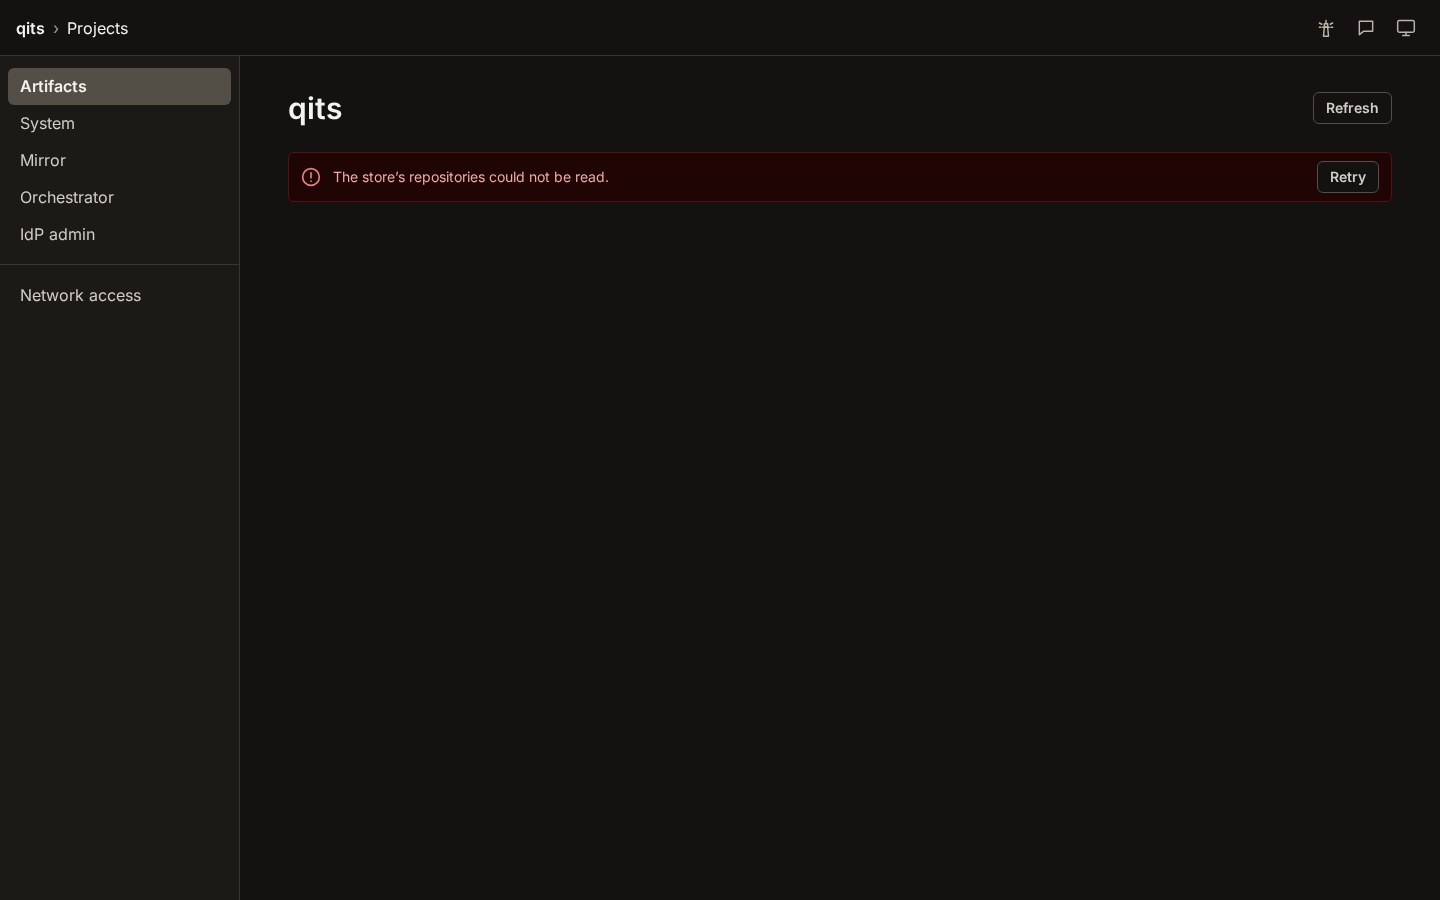 qits › Projects
Artifacts
System
Mirror
Orchestrator
IdP admin
Network access
qits
Refresh
The store’s repositories could not be read.
Retry